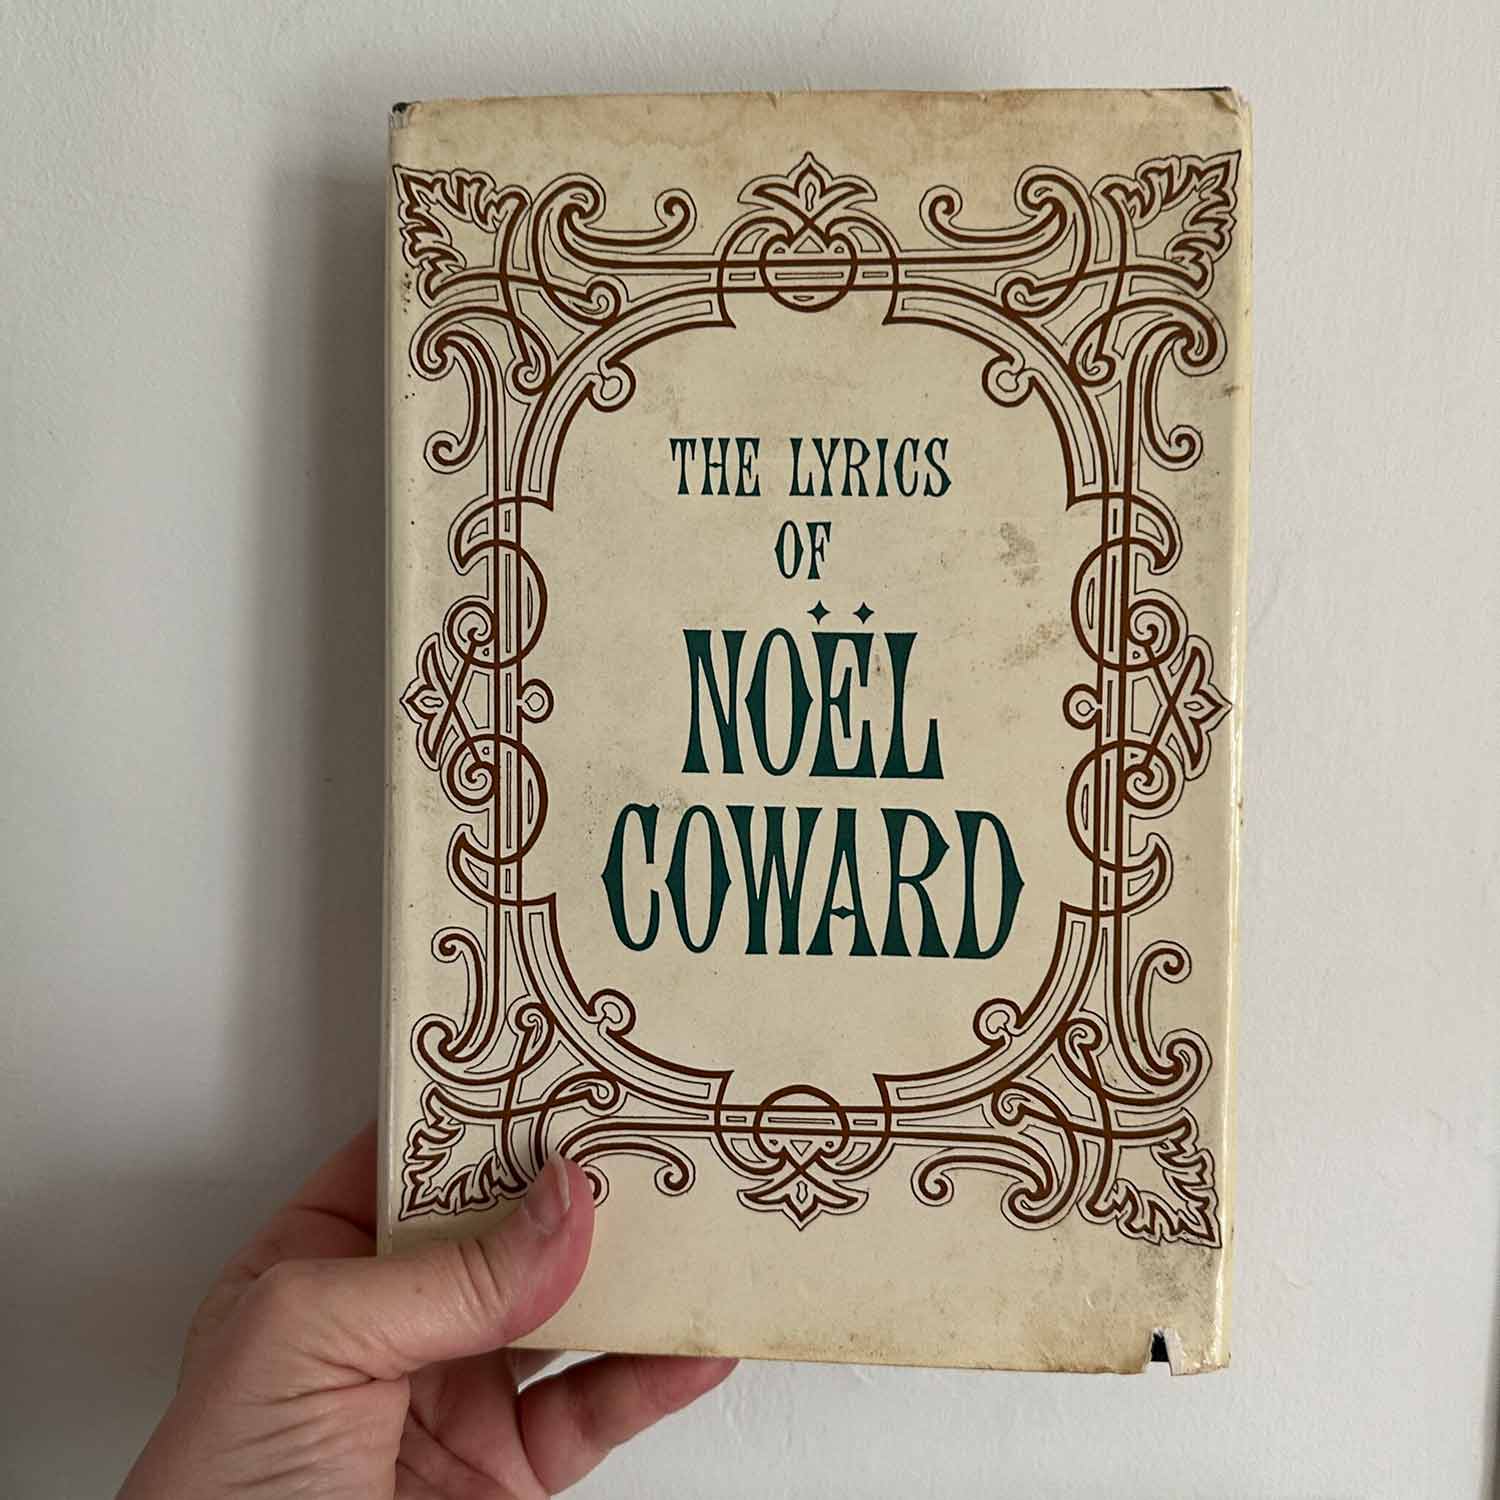 THE LYRICS
OF
NOËL
COWARD